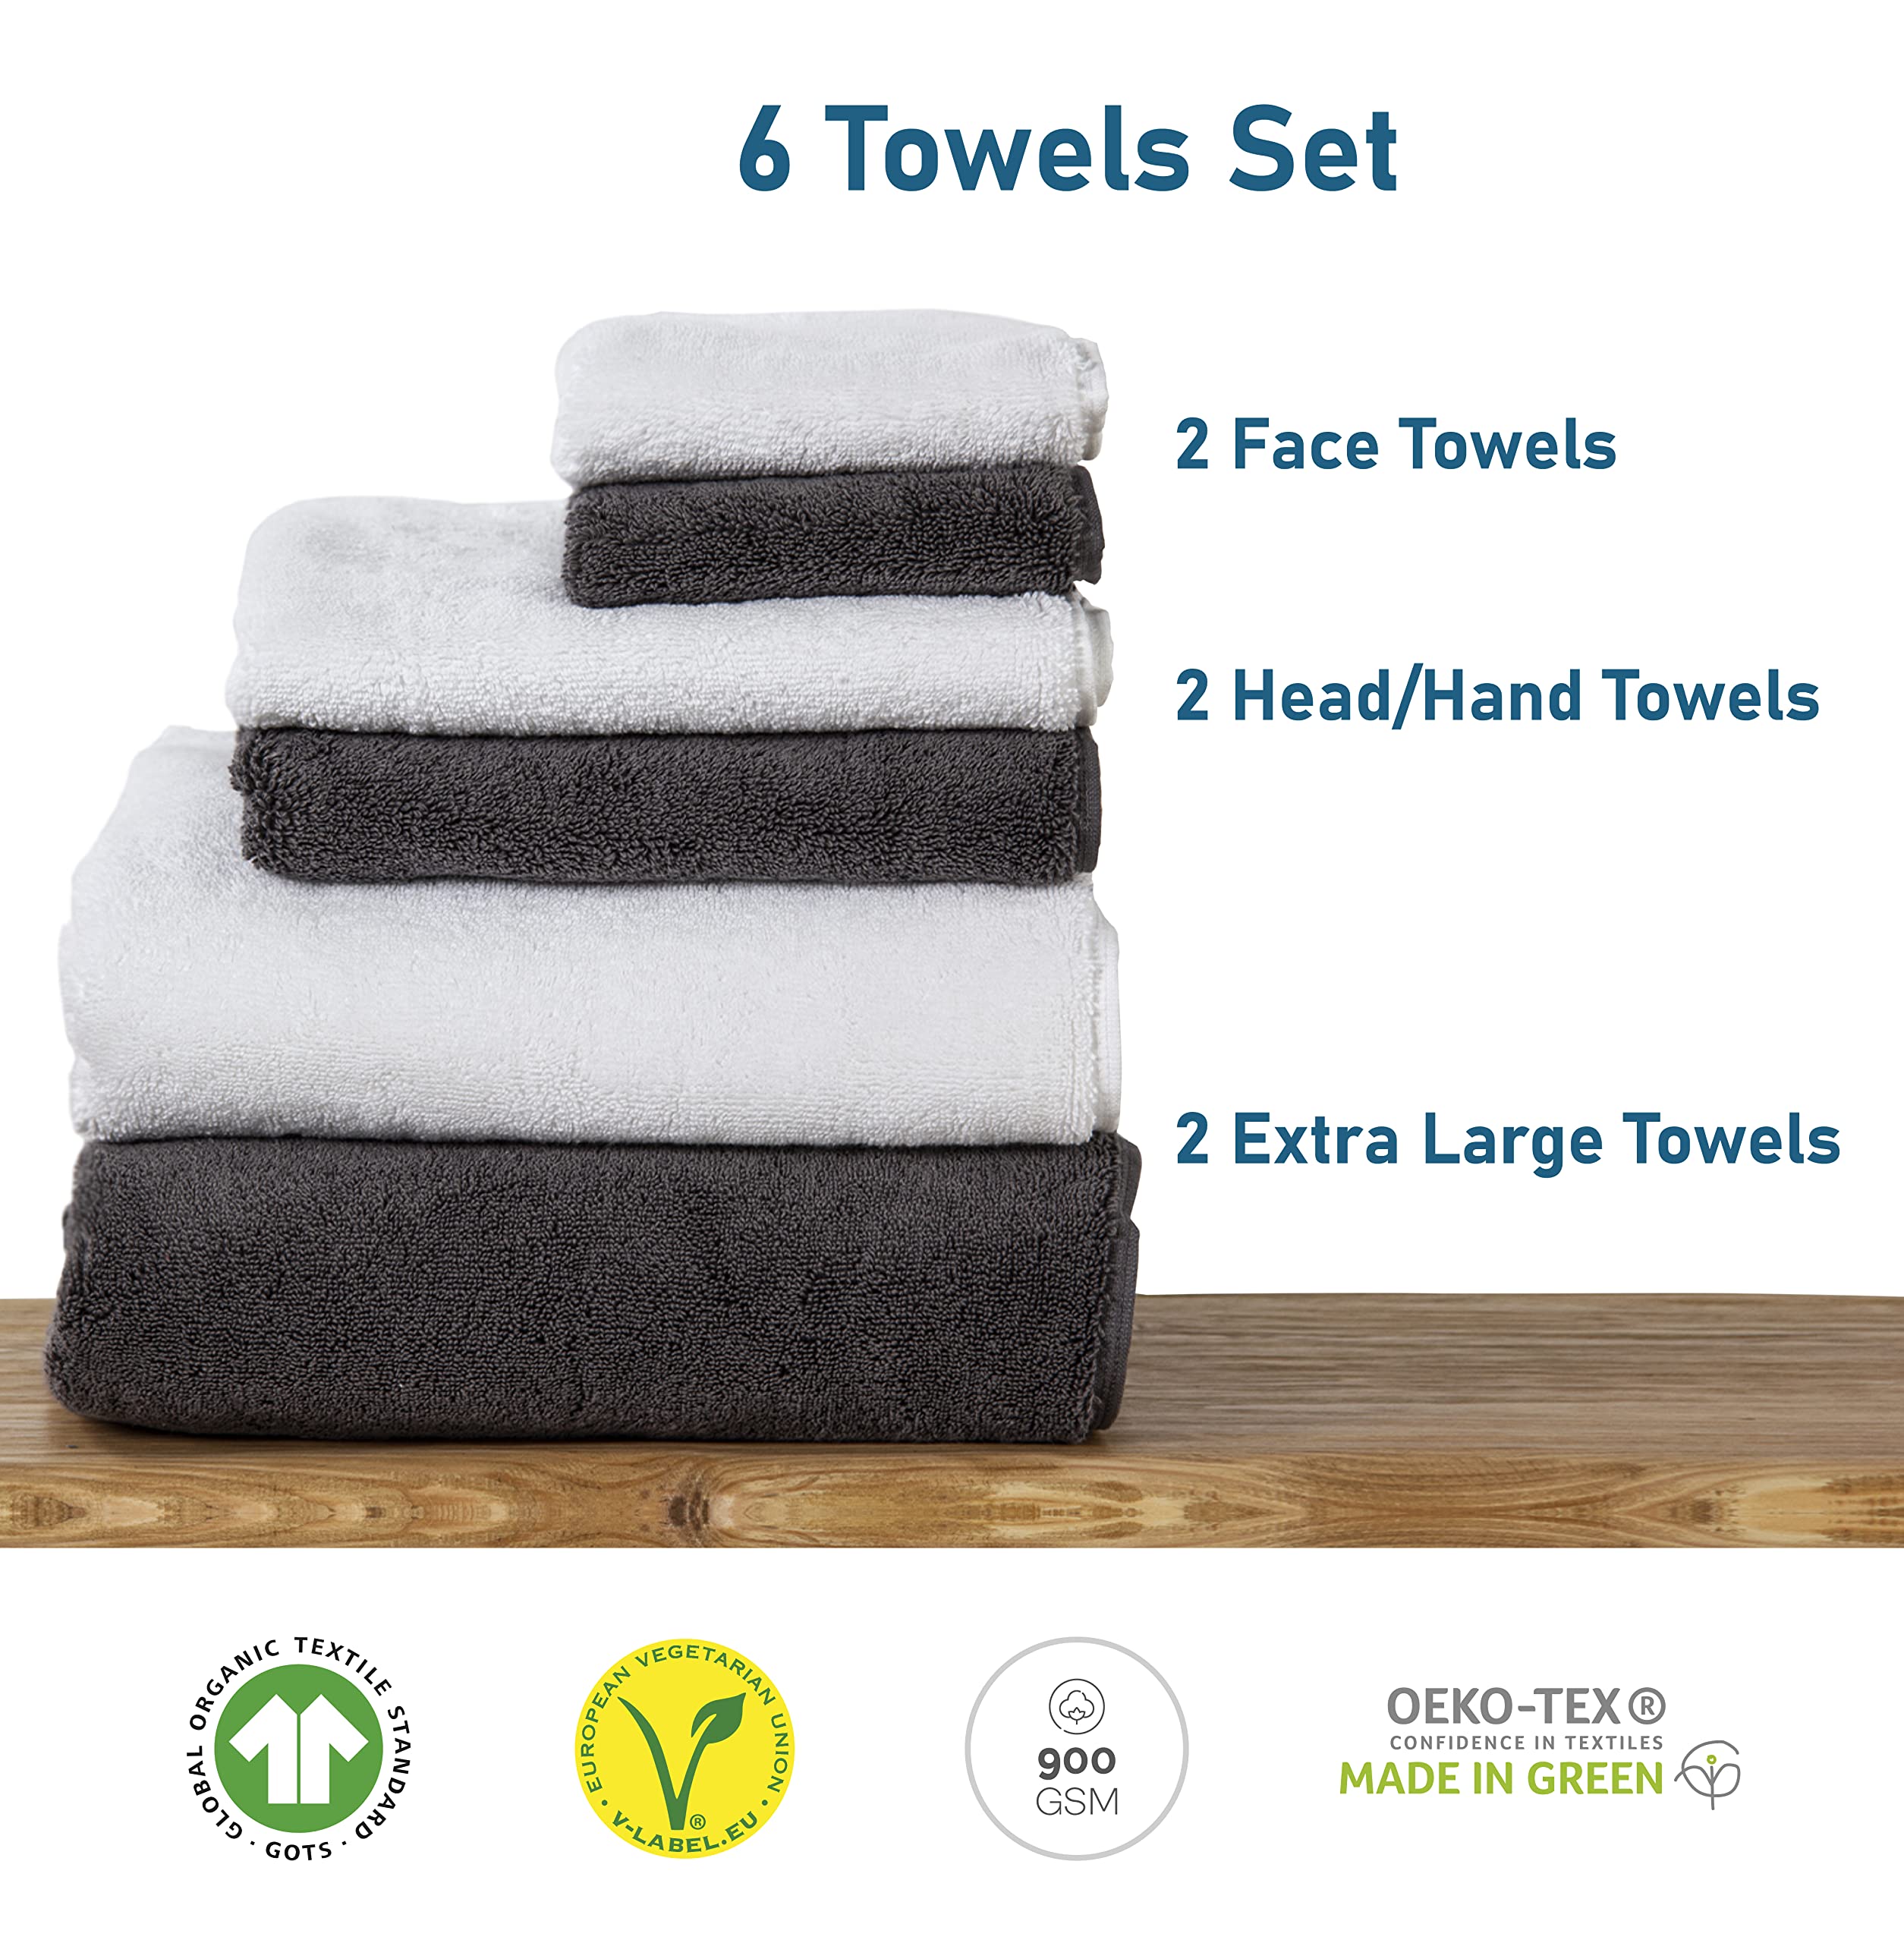 6 Towels Set
2 Face Towels
2 Head/Hand Towels
2 Extra Large Towels
GLOBAL ORGANIC TEXTILE STANDARD · GOTS ·
EUROPEAN VEGETARIAN UNION
• V-LABEL.EU •
®
900
GSM
OEKO-TEX®
CONFIDENCE IN TEXTILES
MADE IN GREEN